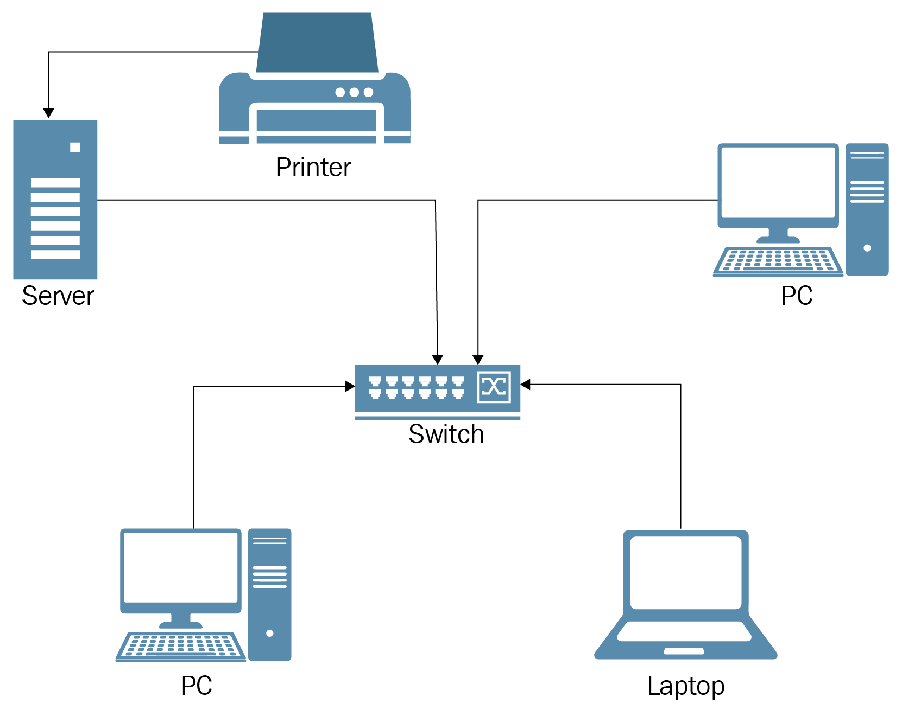 Printer
Server
PC
Switch
PC
Laptop